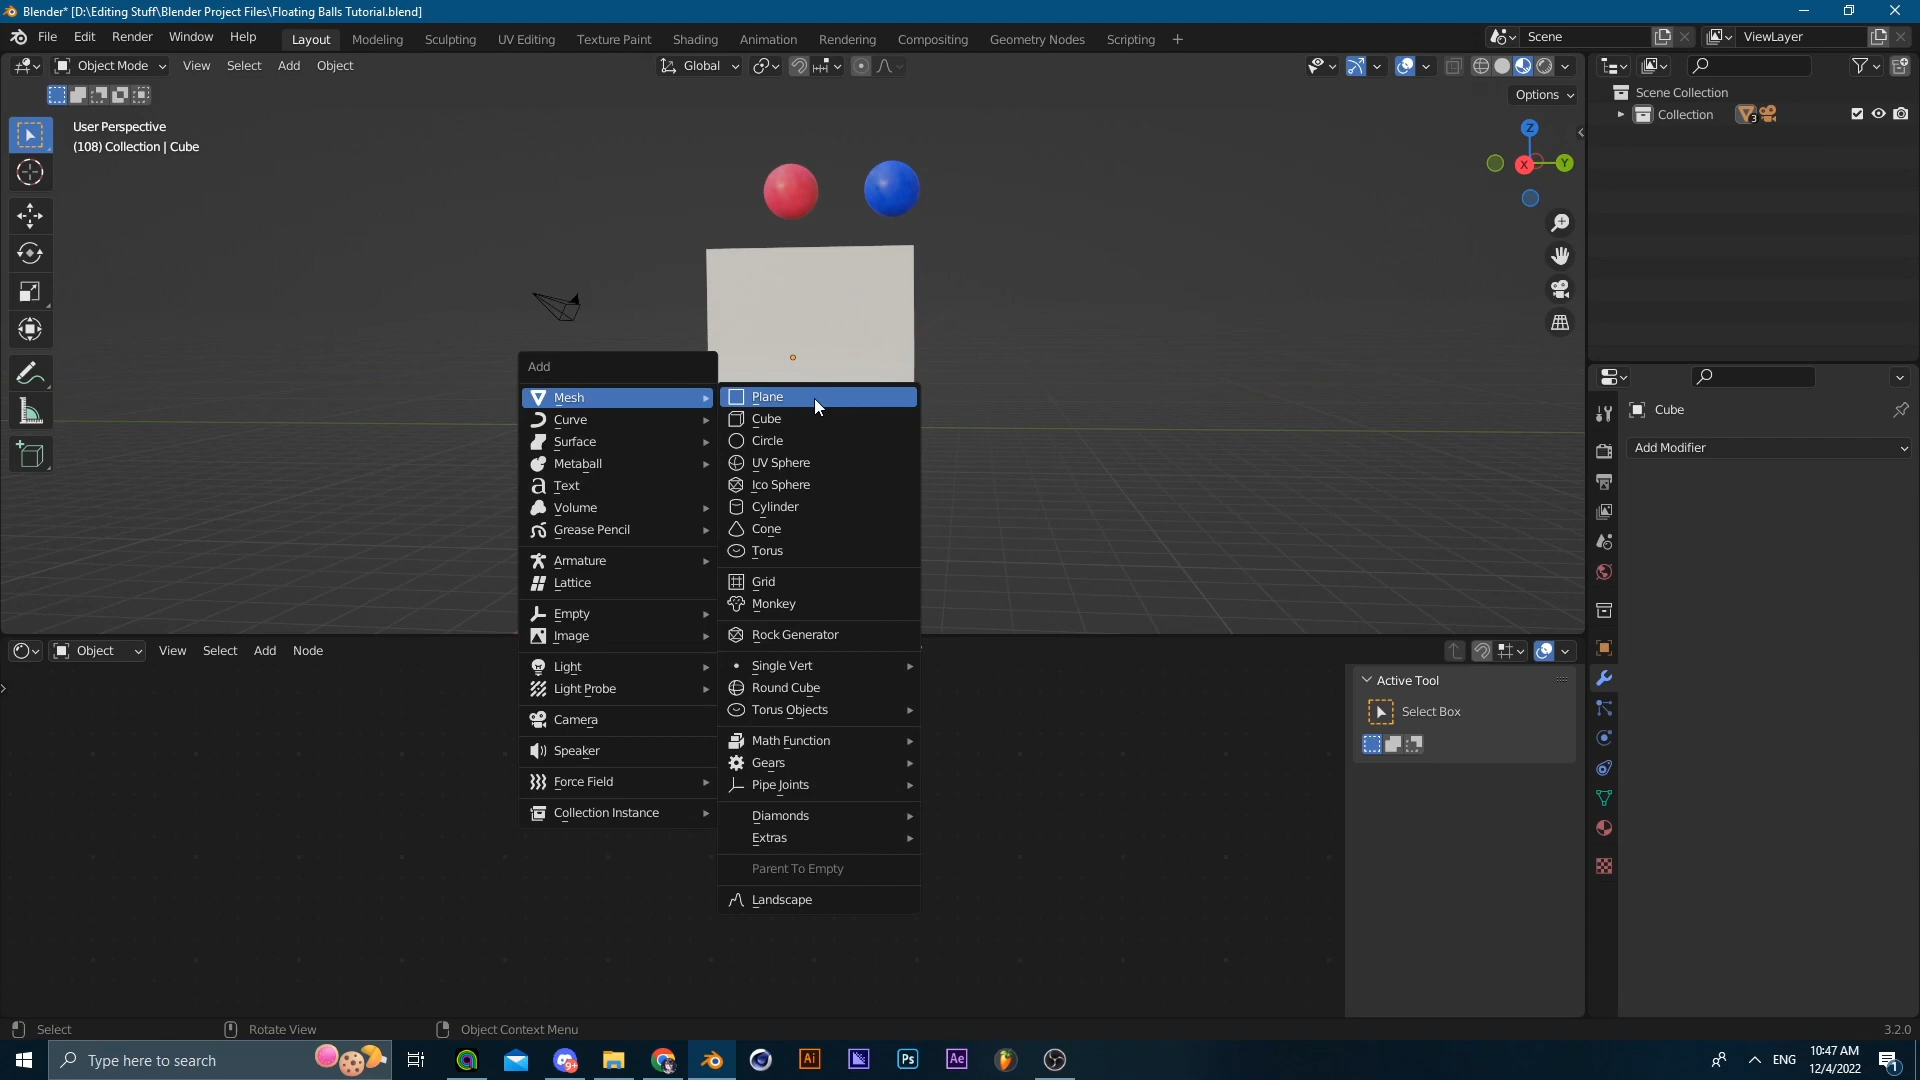 Blender* [D:\Editing Stuff\Blender Project Files\Floating Balls Tutorial.blend]
File Edit Render Window Help
Layout Modeling Sculpting UV Editing Texture Paint Shading Animation Rendering Compositing Geometry Nodes Scripting +
Scene
ViewLayer
Object Mode View Select Add Object
Global
Options
User Perspective
(108) Collection | Cube
Z
X
Y
Scene Collection
Collection
3
Cube
Add Modifier
Add
Mesh
Curve
Surface
Metaball
Text
Volume
Grease Pencil
Armature
Lattice
Empty
Image
Light
Light Probe
Camera
Speaker
Force Field
Collection Instance
Plane
Cube
Circle
UV Sphere
Ico Sphere
Cylinder
Cone
Torus
Grid
Monkey
Rock Generator
Single Vert
Round Cube
Torus Objects
Math Function
Gears
Pipe Joints
Diamonds
Extras
Parent To Empty
Landscape
Object View Select Add Node
Active Tool
Select Box
Select
Rotate View
Object Context Menu
3.2.0
Type here to search
9+
Ai
Ps
Ae
ENG
10:47 AM
12/4/2022
1